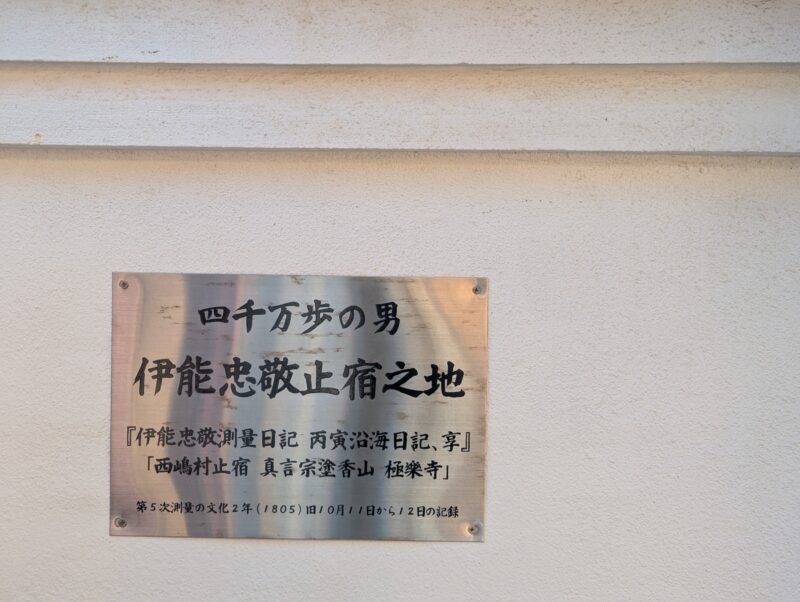 四千万歩の男
伊能忠敬止宿之地
『伊能忠敬測量日記 丙寅沿海日記、享』
「西嶋村止宿 真言宗塗香山 極樂寺」
第5次測量の文化2年(1805)旧10月11日から12日の記録